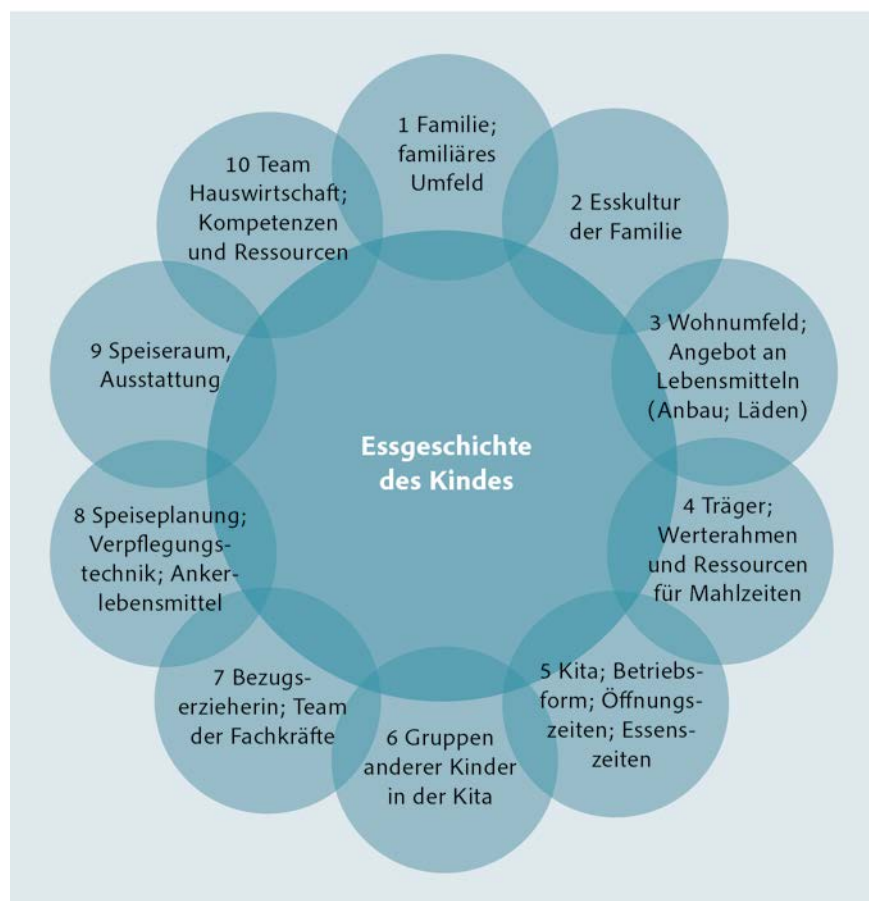 1 Familie;
familiäres
Umfeld
2 Esskultur
der Familie
3 Wohnumfeld;
Angebot an
Lebensmitteln
(Anbau; Läden)
4 Träger;
Werterahmen
und Ressourcen
für Mahlzeiten
5 Kita; Betriebs-
form; Öffnungs-
zeiten; Essens-
zeiten
6 Gruppen
anderer Kinder
in der Kita
7 Bezugs-
erzieherin; Team
der Fachkräfte
8 Speiseplanung;
Verpflegungs-
technik; Anker-
lebensmittel
9 Speiseraum,
Ausstattung
10 Team
Hauswirtschaft;
Kompetenzen
und Ressourcen
Essgeschichte
des Kindes